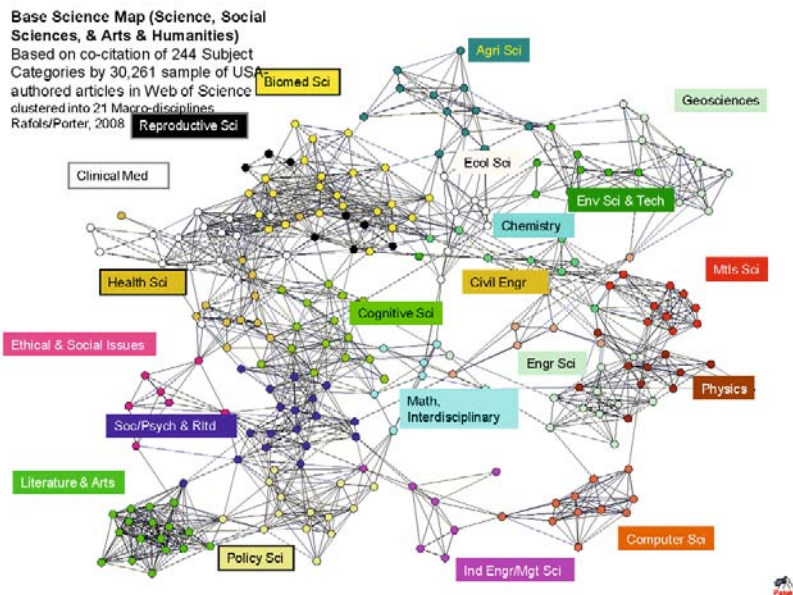 Base Science Map (Science, Social
Sciences, & Arts & Humanities)
Based on co-citation of 244 Subject
Categories by 30,261 sample of USA-
authored articles in Web of Science
clustered into 21 Macro-disciplines
Rafols/Porter, 2008
Agri Sci
Biomed Sci
Geosciences
Reproductive Sci
Ecol Sci
Clinical Med
Env Sci & Tech
Chemistry
Mtls Sci
Health Sci
Civil Engr
Cognitive Sci
Ethical & Social Issues
Engr Sci
Physics
Math,
Interdisciplinary
Soc/Psych & Rltd
Literature & Arts
Computer Sci
Policy Sci
Ind Engr/Mgt Sci